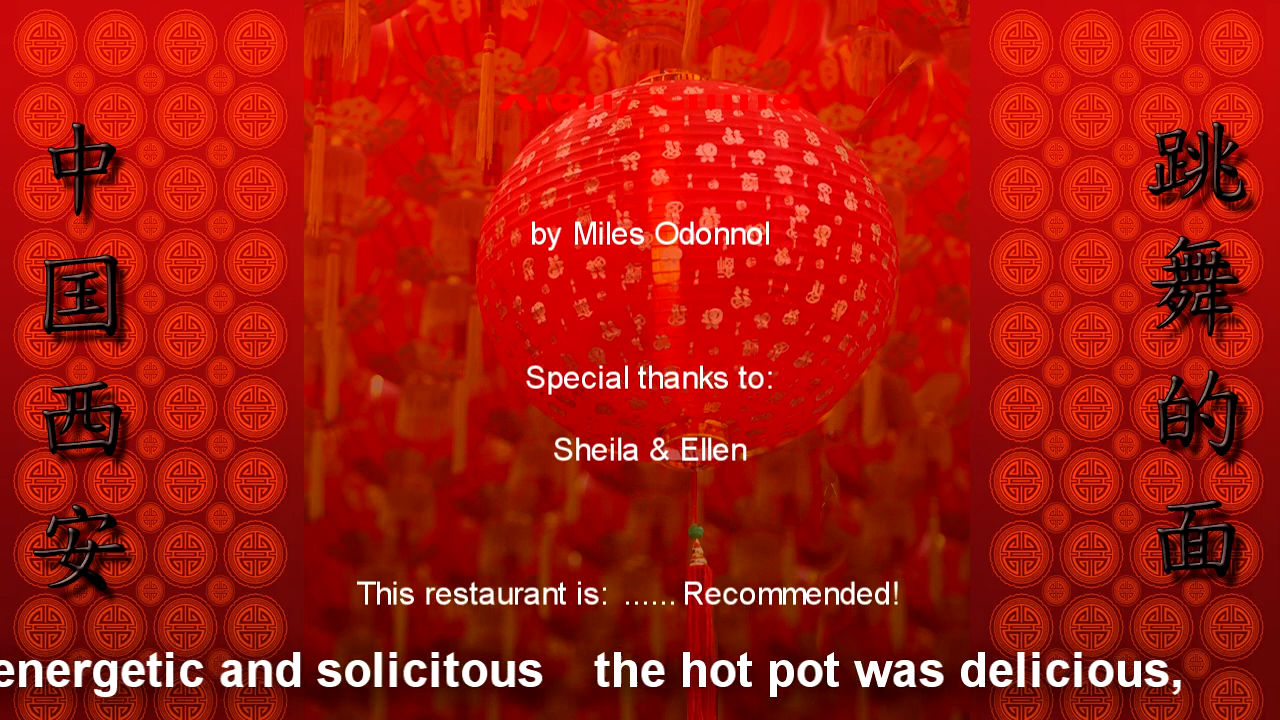 中国西安
跳舞的面
by Miles Odonnol
Special thanks to:
Sheila & Ellen
This restaurant is: ...... Recommended!
energetic and solicitous the hot pot was delicious,